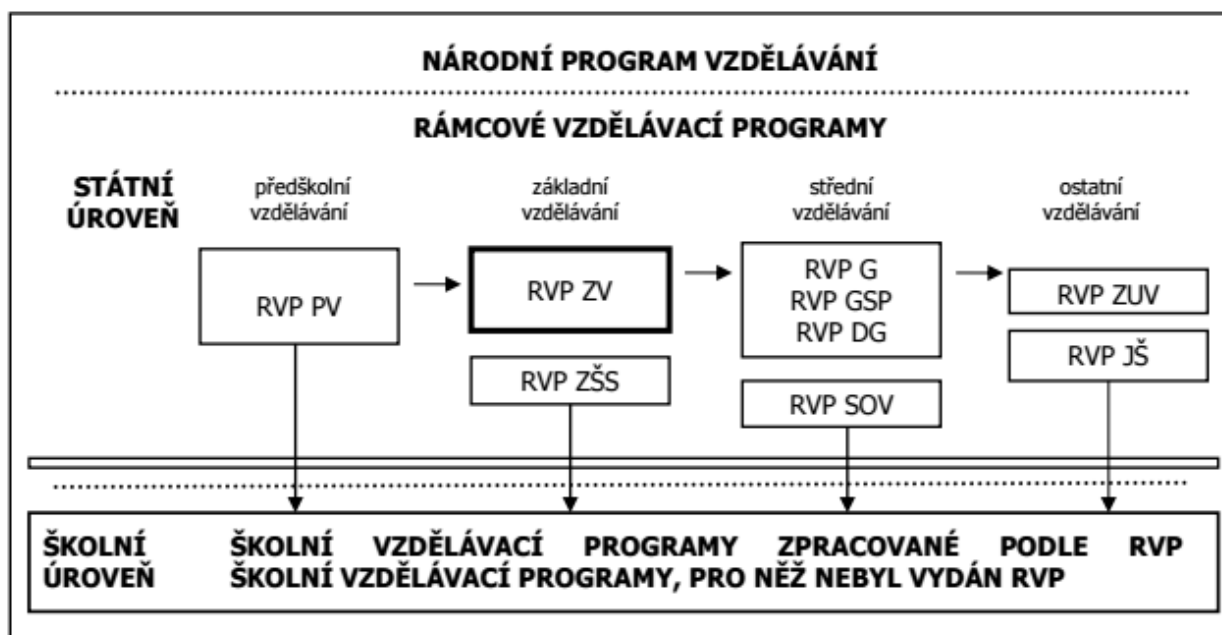 NÁRODNÍ PROGRAM VZDĚLÁVÁNÍ
RÁMCOVÉ VZDĚLÁVACÍ PROGRAMY
STÁTNÍ
ÚROVEŇ
předškolní
vzdělávání
základní
vzdělávání
střední
vzdělávání
ostatní
vzdělávání
RVP PV
RVP ZV
RVP ZŠS
RVP G
RVP GSP
RVP DG
RVP SOV
RVP ZUV
RVP JŠ
ŠKOLNÍ ŠKOLNÍ VZDĚLÁVACÍ PROGRAMY ZPRACOVANÉ PODLE RVP
ÚROVEŇ ŠKOLNÍ VZDĚLÁVACÍ PROGRAMY, PRO NĚŽ NEBYL VYDÁN RVP